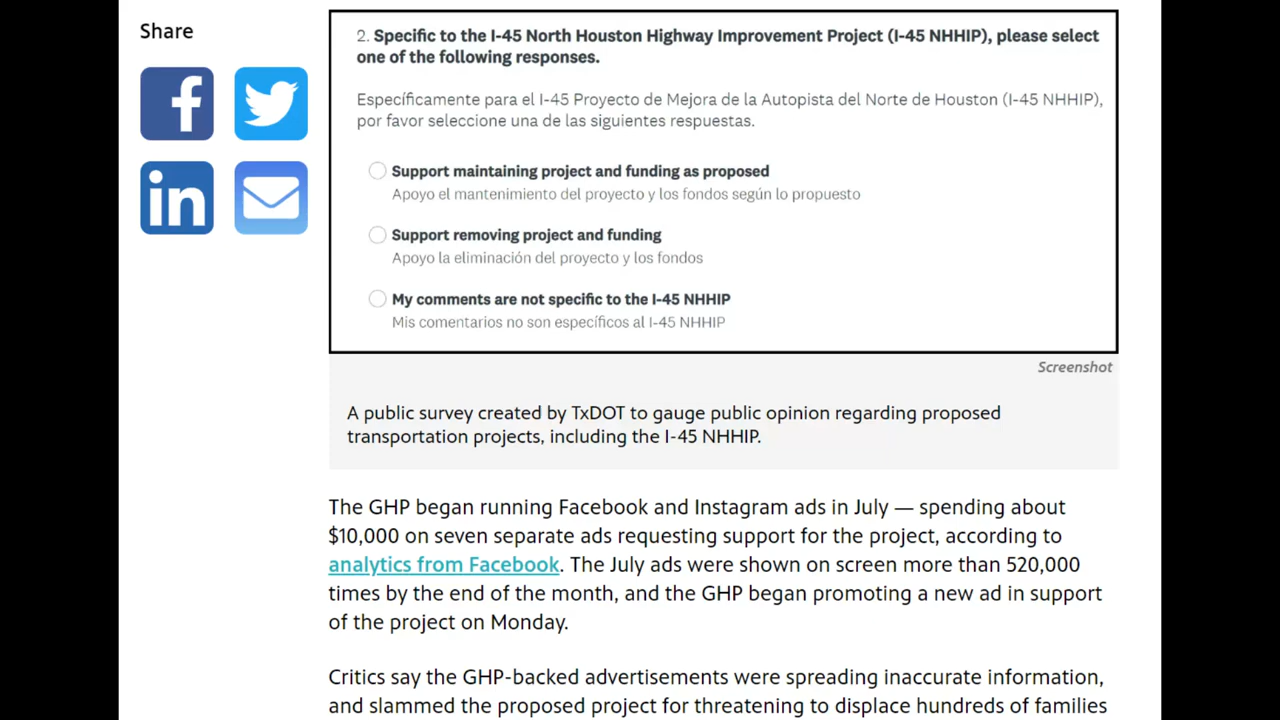 Share
2. Specific to the I-45 North Houston Highway Improvement Project (I-45 NHHIP), please select
one of the following responses.
Específicamente para el I-45 Proyecto de Mejora de la Autopista del Norte de Houston (I-45 NHHIP),
por favor seleccione una de las siguientes respuestas.
Support maintaining project and funding as proposed
Apoyo el mantenimiento del proyecto y los fondos según lo propuesto
Support removing project and funding
Apoyo la eliminación del proyecto y los fondos
My comments are not specific to the I-45 NHHIP
Mis comentarios no son específicos al I-45 NHHIP
Screenshot
A public survey created by TxDOT to gauge public opinion regarding proposed
transportation projects, including the I-45 NHHIP.
The GHP began running Facebook and Instagram ads in July — spending about
$10,000 on seven separate ads requesting support for the project, according to
analytics from Facebook. The July ads were shown on screen more than 520,000
times by the end of the month, and the GHP began promoting a new ad in support
of the project on Monday.
Critics say the GHP-backed advertisements were spreading inaccurate information,
and slammed the proposed project for threatening to displace hundreds of families